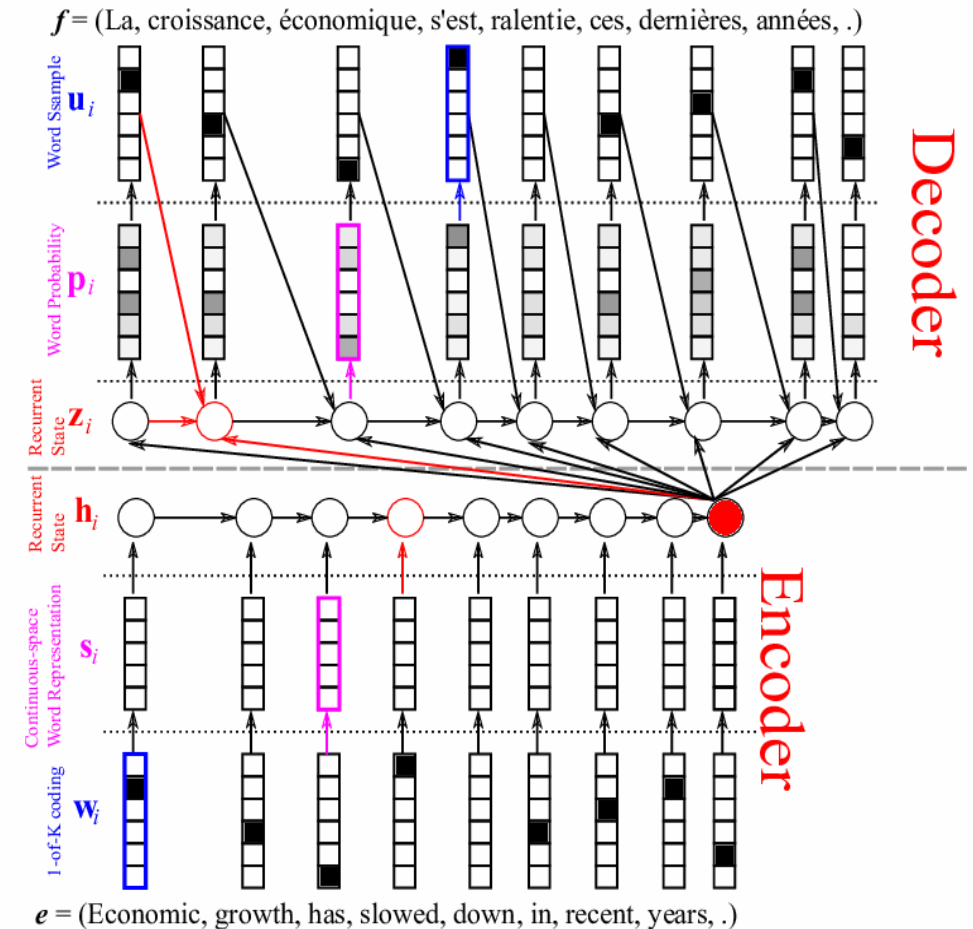 f = (La, croissance, économique, s'est, ralentie, ces, dernières, années, .)
Word Ssample
u_i
Decoder
Word Probability
p_i
Recurrent
State
z_i
Recurrent
State
h_i
Encoder
Continuous-space
Word Representation
s_i
1-of-K coding
w_i
e = (Economic, growth, has, slowed, down, in, recent, years, .)